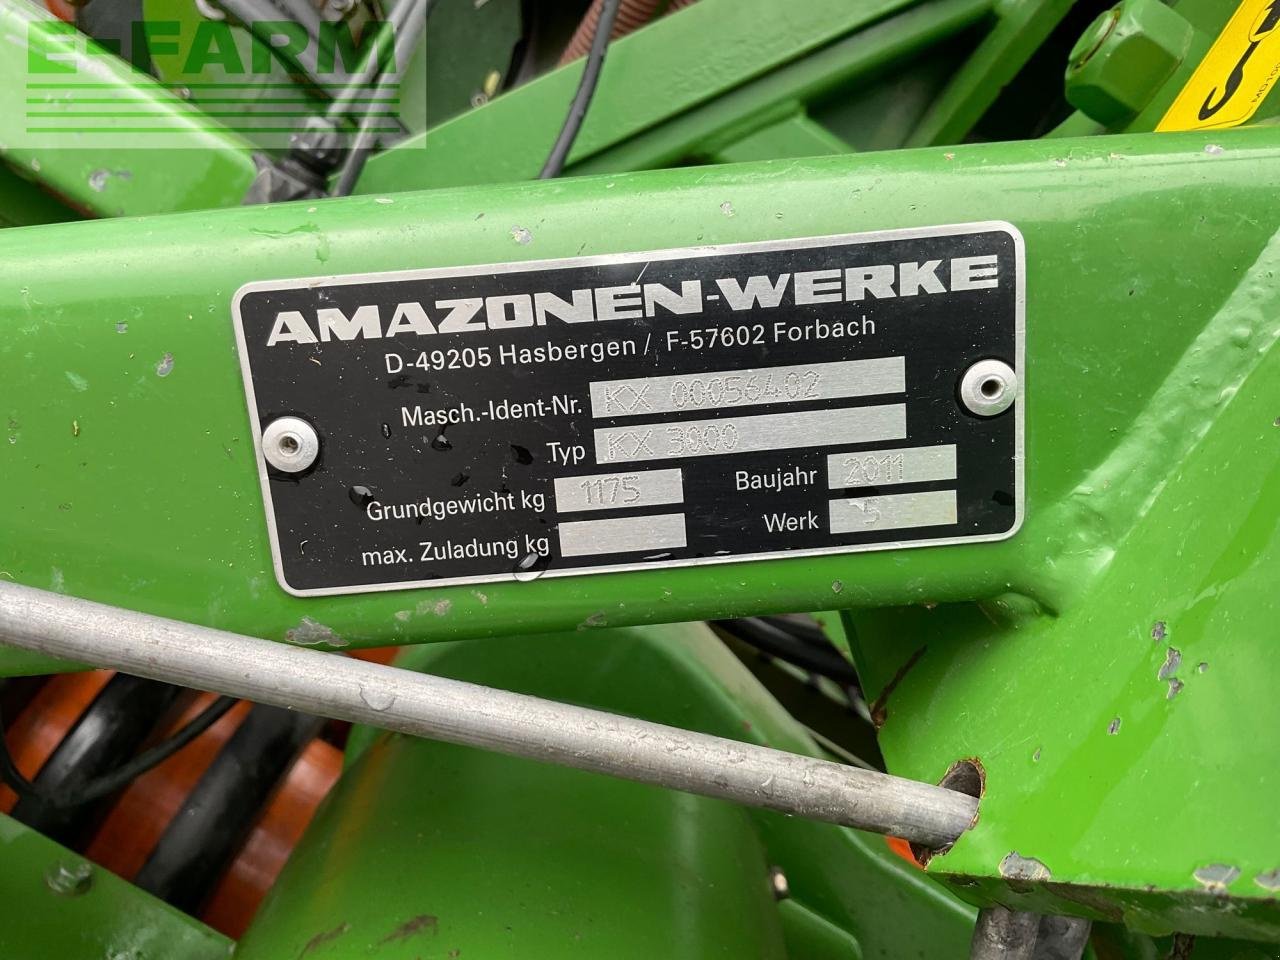 E-FARM
AMAZONEN-WERKE
D-49205 Hasbergen / F-57602 Forbach
Masch.-Ident-Nr. KX 00056402
Typ KX 3000
Grundgewicht kg 1175 Baujahr 2011
max. Zuladung kg Werk 5